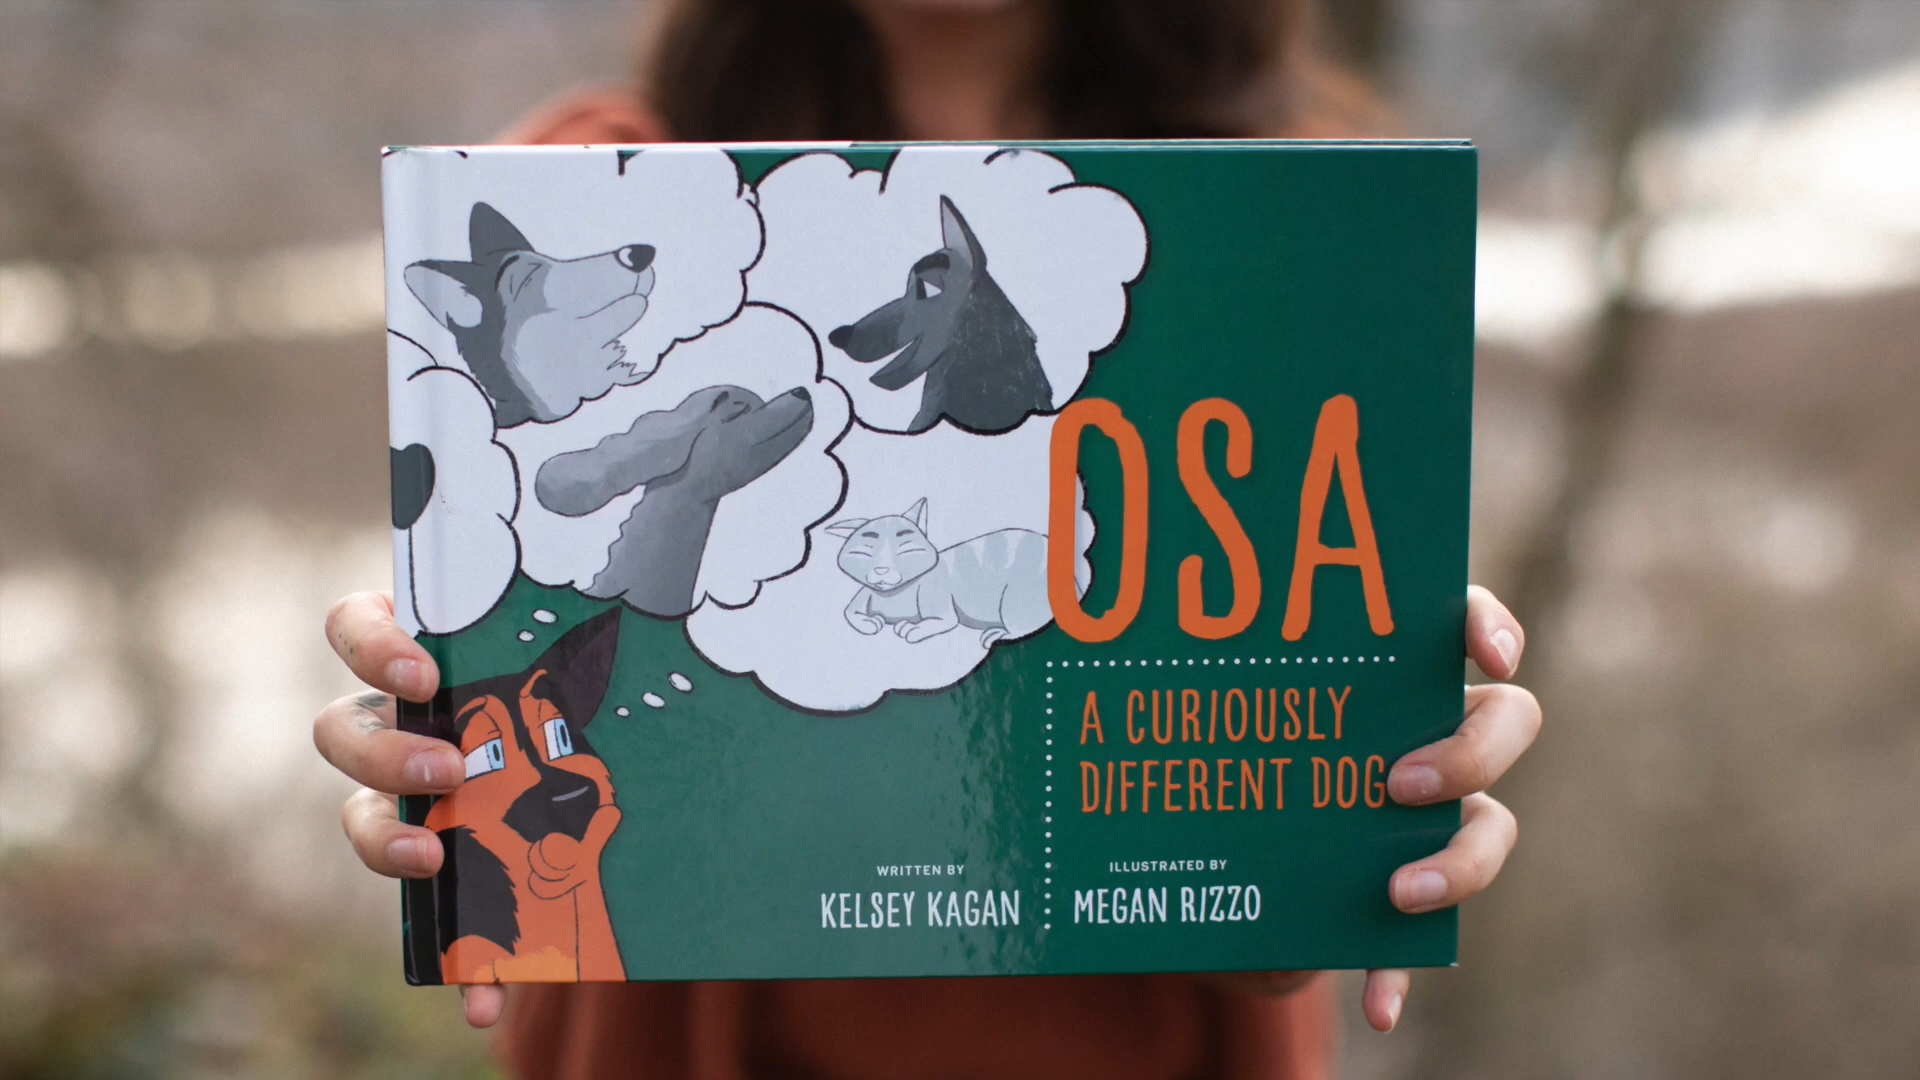 OSA
A CURIOUSLY
DIFFERENT DOG
WRITTEN BY
KELSEY KAGAN
ILLUSTRATED BY
MEGAN RIZZO